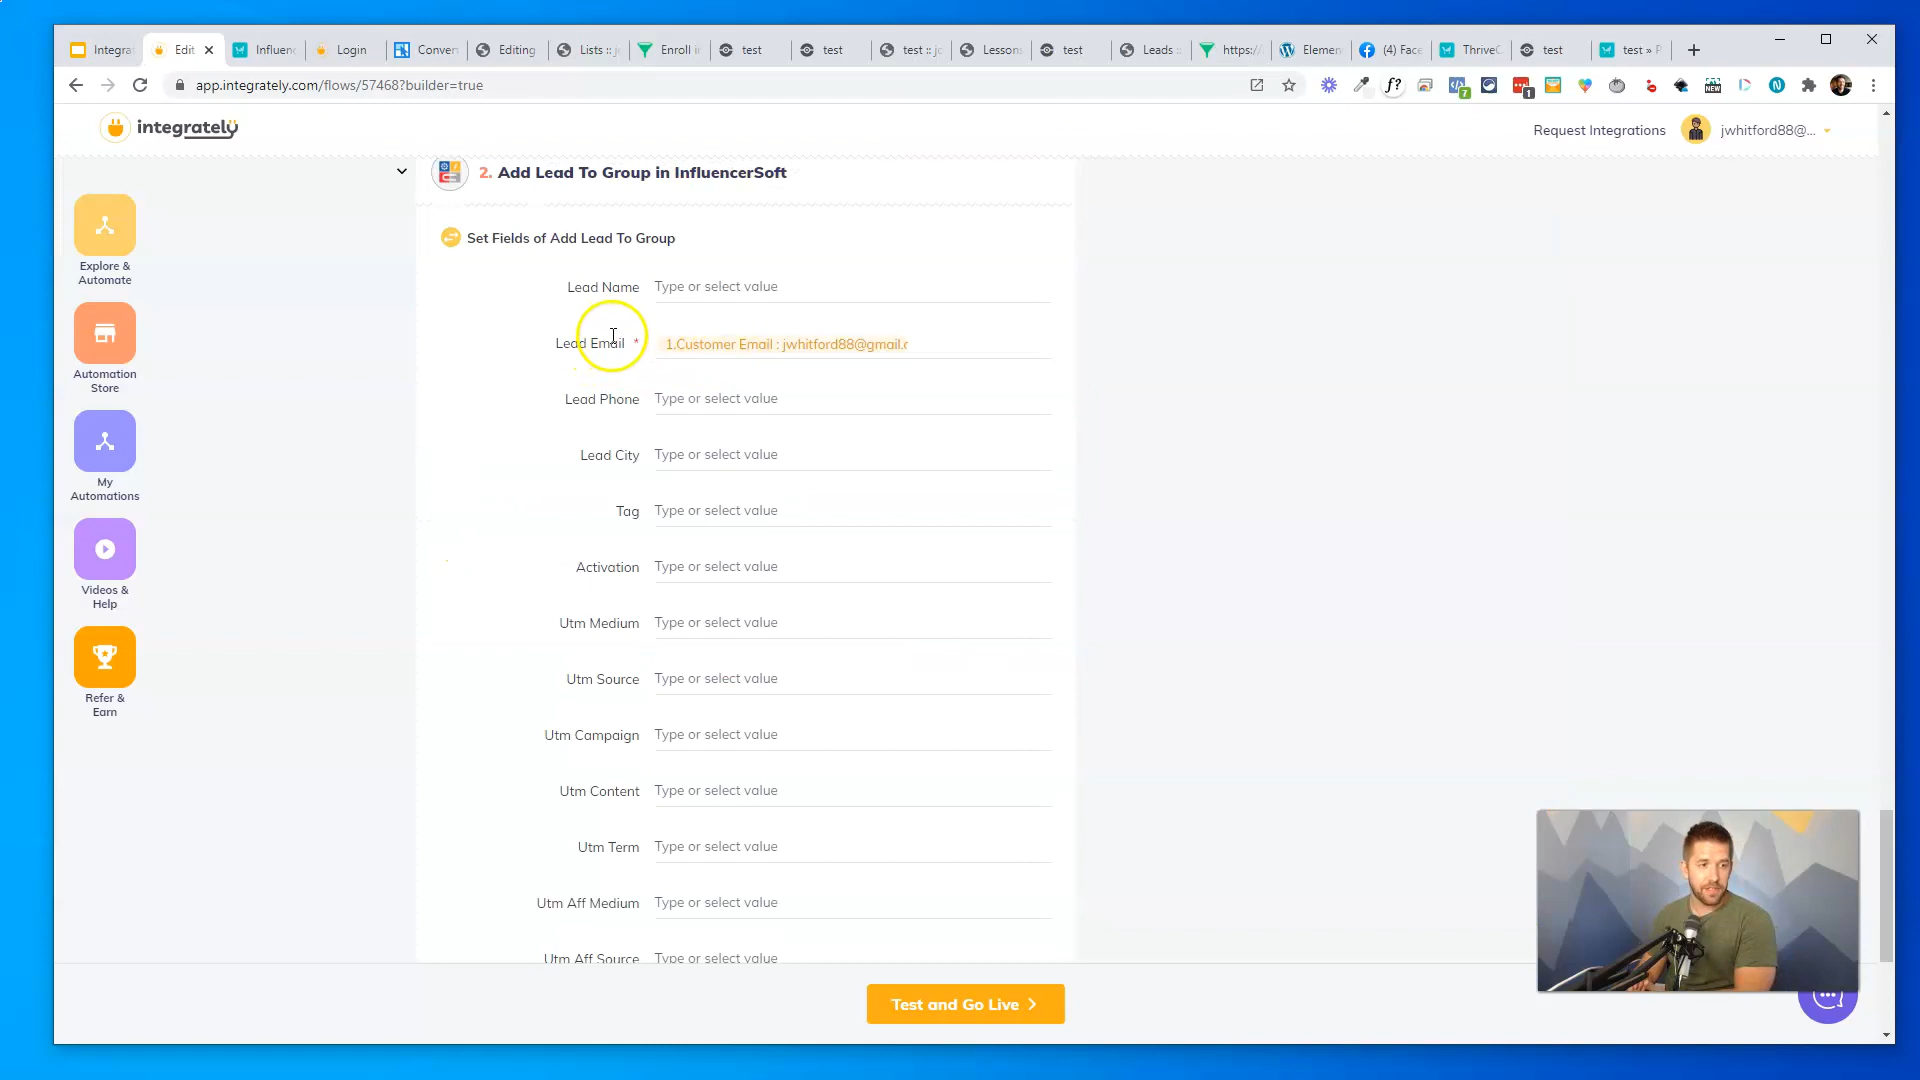 Integra
Edit
Influen
Login
Conver
Editing
Lists :: j
Enroll i
test
test
test :: jo
Lessons
test
Leads ::
https://
Elemen
(4) Face
ThriveC
test
test » P
app.integrately.com/flows/57468?builder=true
f?
7
1
NEW
integrately
Request Integrations
jwhitford88@...
2. Add Lead To Group in InfluencerSoft
Explore &
Automate
Automation
Store
My
Automations
Videos &
Help
Refer &
Earn
Set Fields of Add Lead To Group
Lead Name Type or select value
Lead Email * 1.Customer Email : jwhitford88@gmail.c
Lead Phone Type or select value
Lead City Type or select value
Tag Type or select value
Activation Type or select value
Utm Medium Type or select value
Utm Source Type or select value
Utm Campaign Type or select value
Utm Content Type or select value
Utm Term Type or select value
Utm Aff Medium Type or select value
Utm Aff Source Type or select value
Test and Go Live